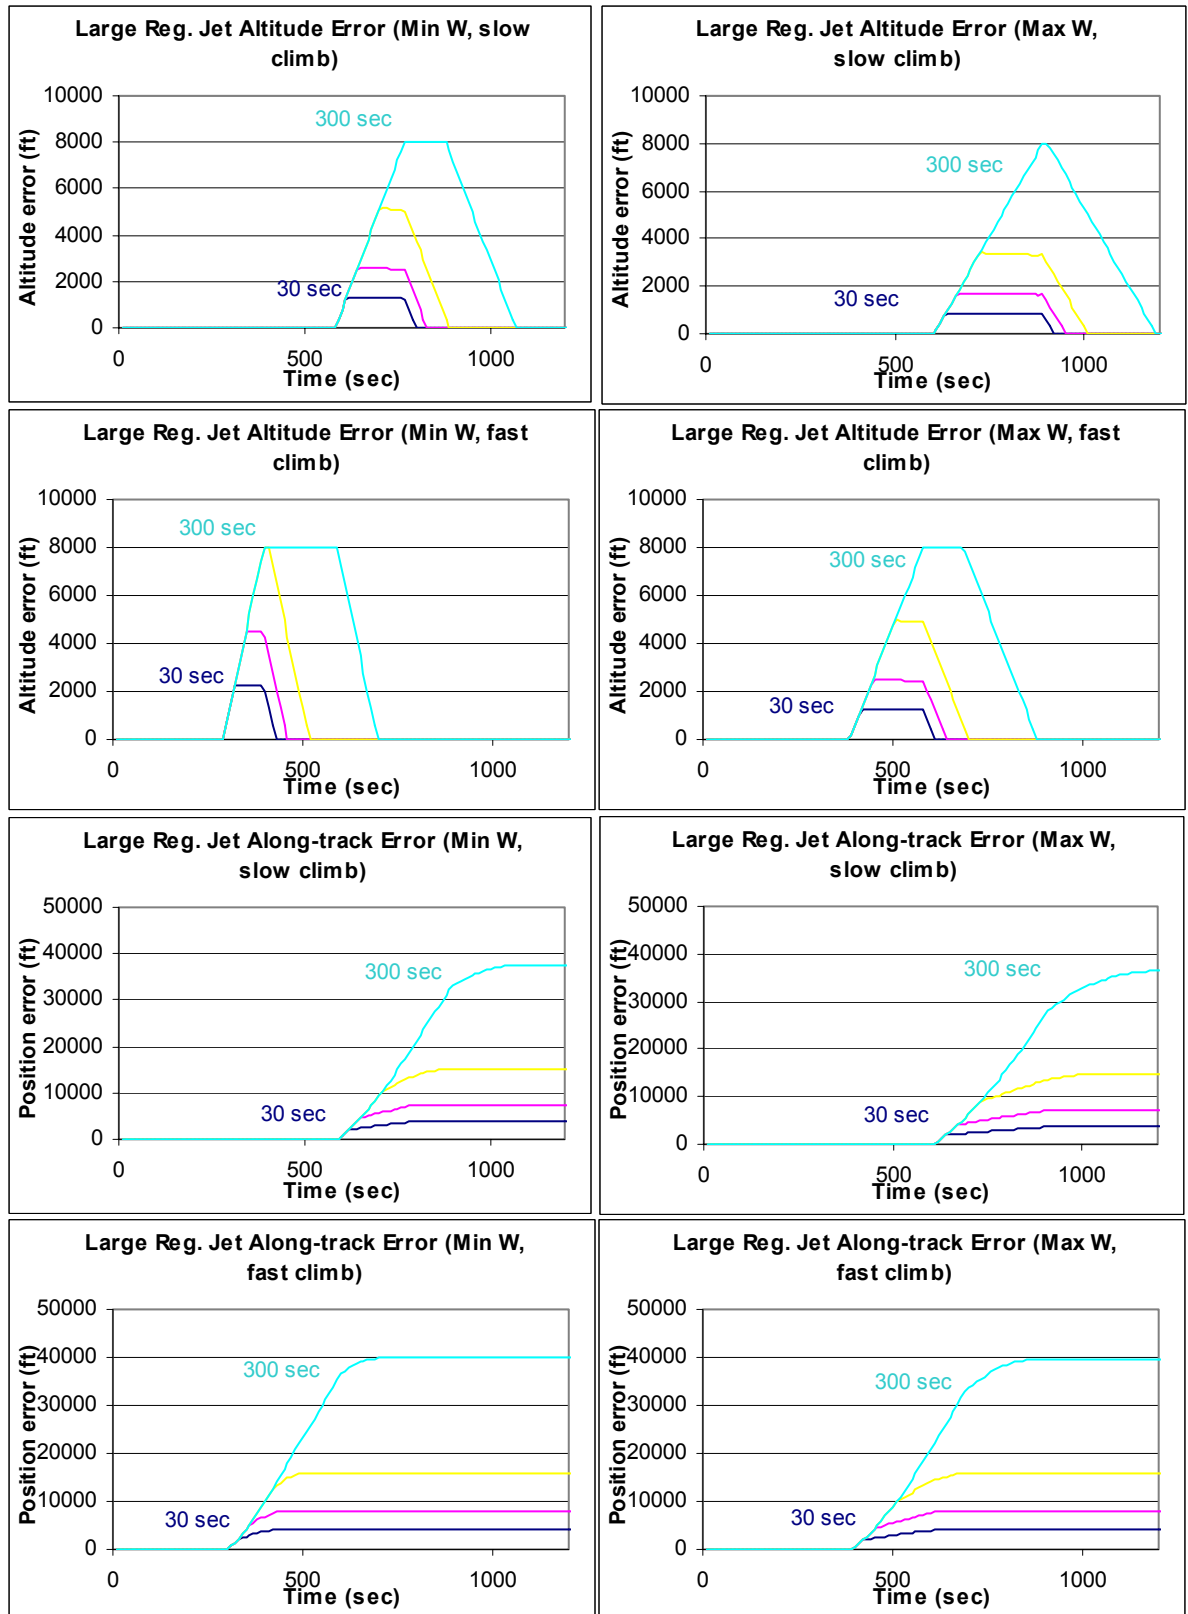 Large Reg. Jet Altitude Error (Min W, slow
climb)
10000
8000
6000
4000
2000
0
Altitude error (ft)
300 sec
30 sec
0
500
1000
Time (sec)
Large Reg. Jet Altitude Error (Max W,
slow climb)
10000
8000
6000
4000
2000
0
Altitude error (ft)
300 sec
30 sec
0
500
1000
Time (sec)
Large Reg. Jet Altitude Error (Min W, fast
climb)
10000
8000
6000
4000
2000
0
Altitude error (ft)
300 sec
30 sec
0
500
1000
Time (sec)
Large Reg. Jet Altitude Error (Max W, fast
climb)
10000
8000
6000
4000
2000
0
Altitude error (ft)
300 sec
30 sec
0
500
1000
Time (sec)
Large Reg. Jet Along-track Error (Min W,
slow climb)
50000
40000
30000
20000
10000
0
Position error (ft)
300 sec
30 sec
0
500
1000
Time (sec)
Large Reg. Jet Along-track Error (Max W,
slow climb)
50000
40000
30000
20000
10000
0
Position error (ft)
300 sec
30 sec
0
500
1000
Time (sec)
Large Reg. Jet Along-track Error (Min W,
fast climb)
50000
40000
30000
20000
10000
0
Position error (ft)
300 sec
30 sec
0
500
1000
Time (sec)
Large Reg. Jet Along-track Error (Max W,
fast climb)
50000
40000
30000
20000
10000
0
Position error (ft)
300 sec
30 sec
0
500
1000
Time (sec)